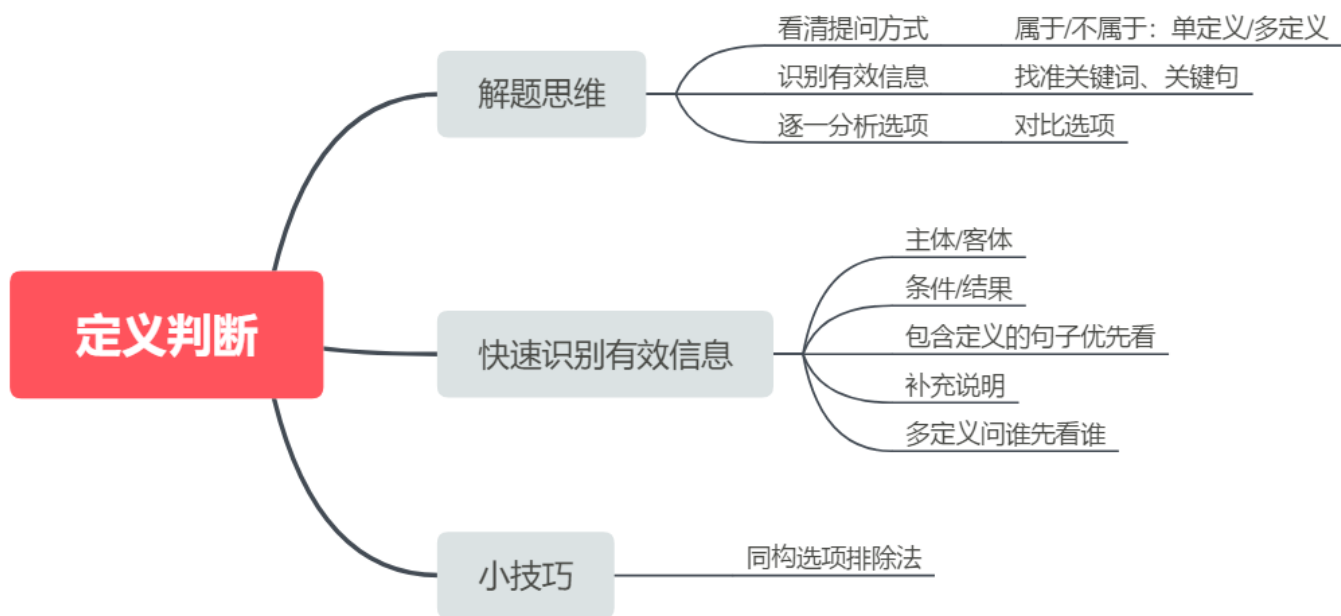 定义判断
解题思维
看清提问方式 属于/不属于：单定义/多定义
识别有效信息 找准关键词、关键句
逐一分析选项 对比选项
快速识别有效信息
主体/客体
条件/结果
包含定义的句子优先看
补充说明
多定义问谁先看谁
小技巧
同构选项排除法